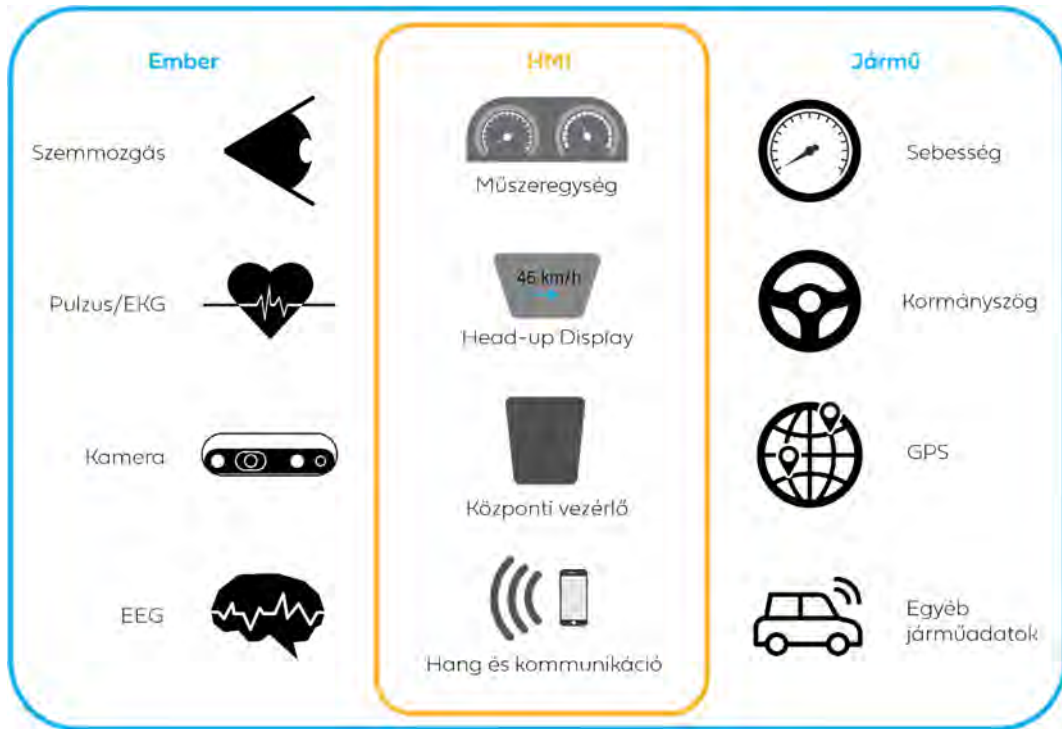 Ember
Szemmozgás
Pulzus/EKG
Kamera
EEG
HMI
Műszeregység
46 km/h
Head-up Display
Központi vezérlő
Hang és kommunikáció
Jármű
Sebesség
Kormányszög
GPS
Egyéb
járműadatok